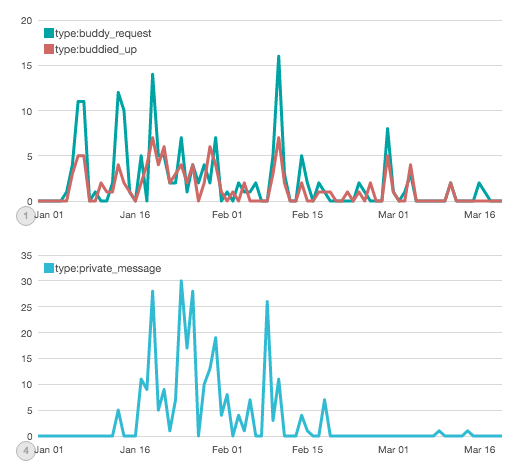 20
type:buddy_request
type:buddied_up
15
10
5
0
1 Jan 01 Jan 16 Feb 01 Feb 15 Mar 01 Mar 16
35
type:private_message
30
25
20
15
10
5
0
4 Jan 01 Jan 16 Feb 01 Feb 15 Mar 01 Mar 16